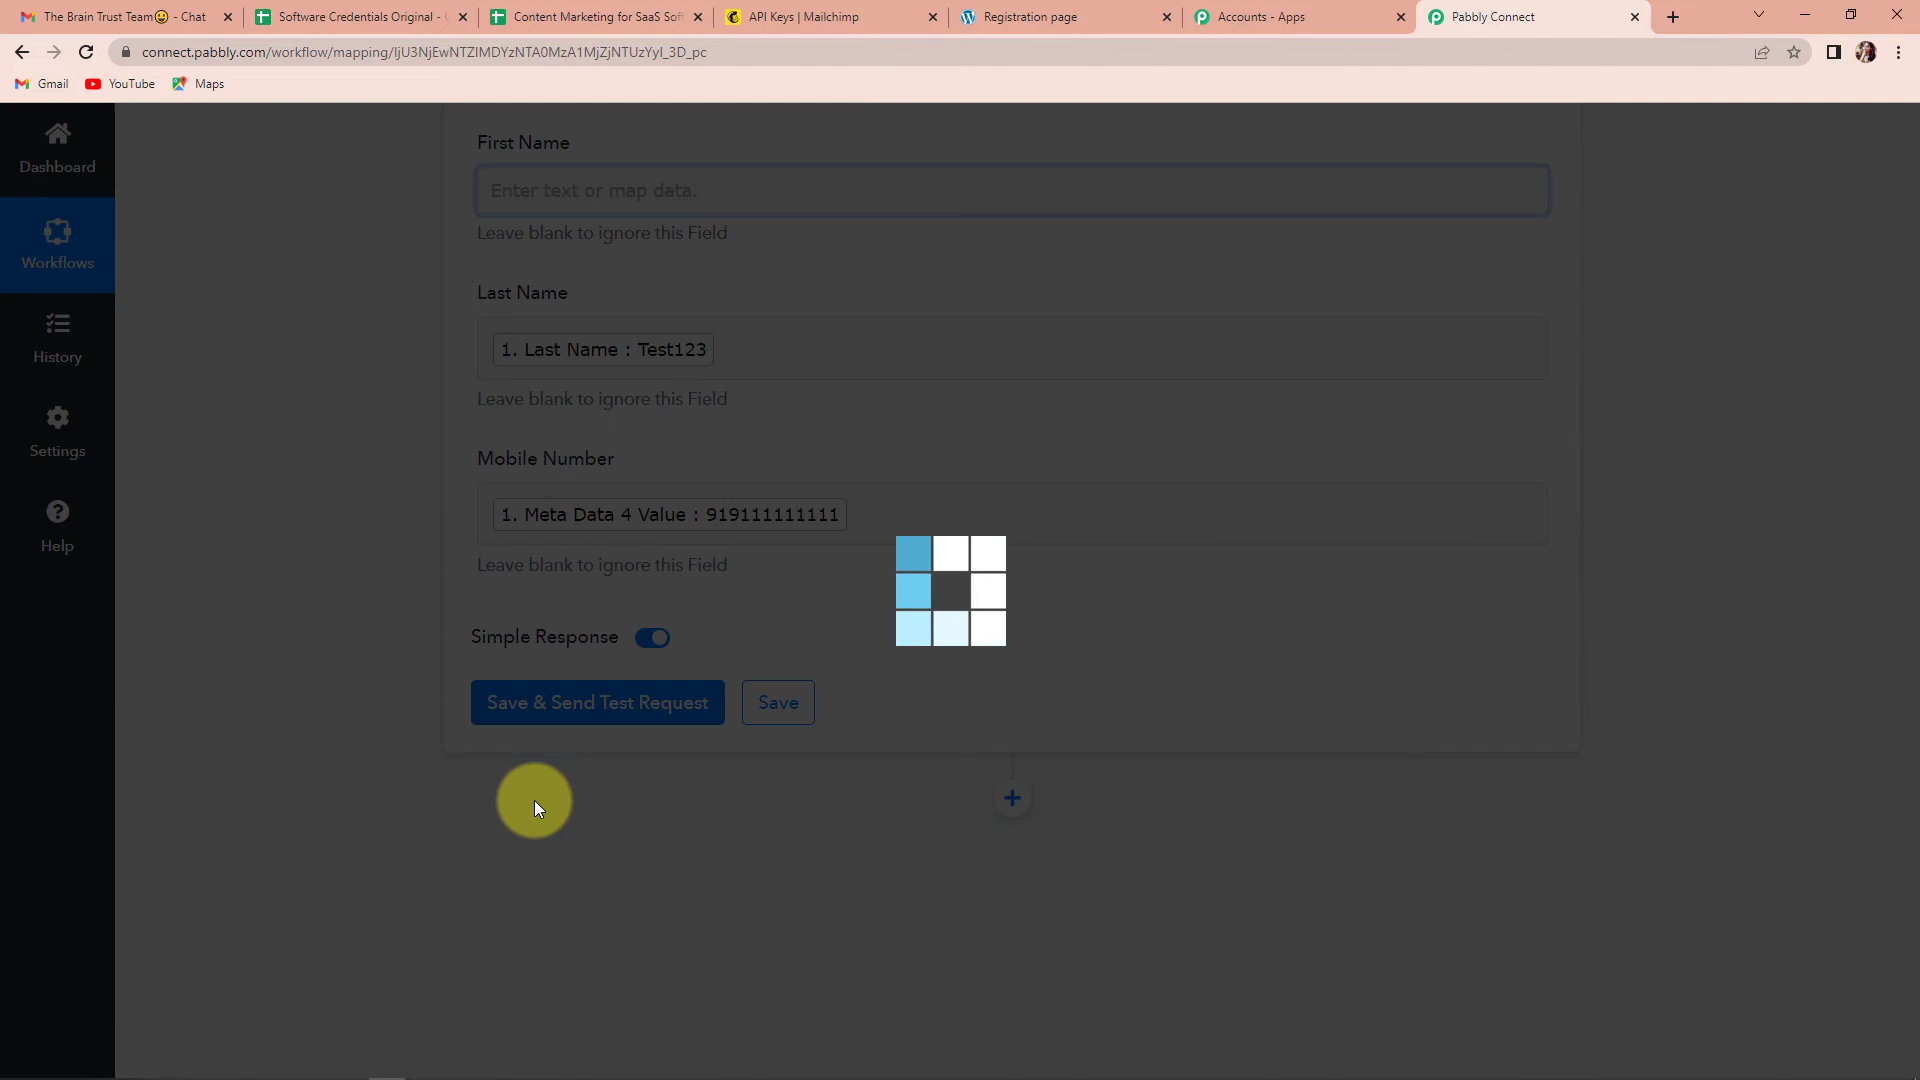 The Brain Trust Team😀 - Chat
Software Credentials Original -
Content Marketing for SaaS Soft
API Keys | Mailchimp
Registration page
Accounts - Apps
Pabbly Connect
connect.pabbly.com/workflow/mapping/IjU3NjEwNTZlMDYzNTA0MzA1MjZjNTUzYyI_3D_pc
Gmail
YouTube
Maps
Dashboard
Workflows
History
Settings
Help
First Name
Enter text or map data.
Leave blank to ignore this Field
Last Name
1. Last Name : Test123
Leave blank to ignore this Field
Mobile Number
1. Meta Data 4 Value : 919111111111
Leave blank to ignore this Field
Simple Response
Save & Send Test Request
Save